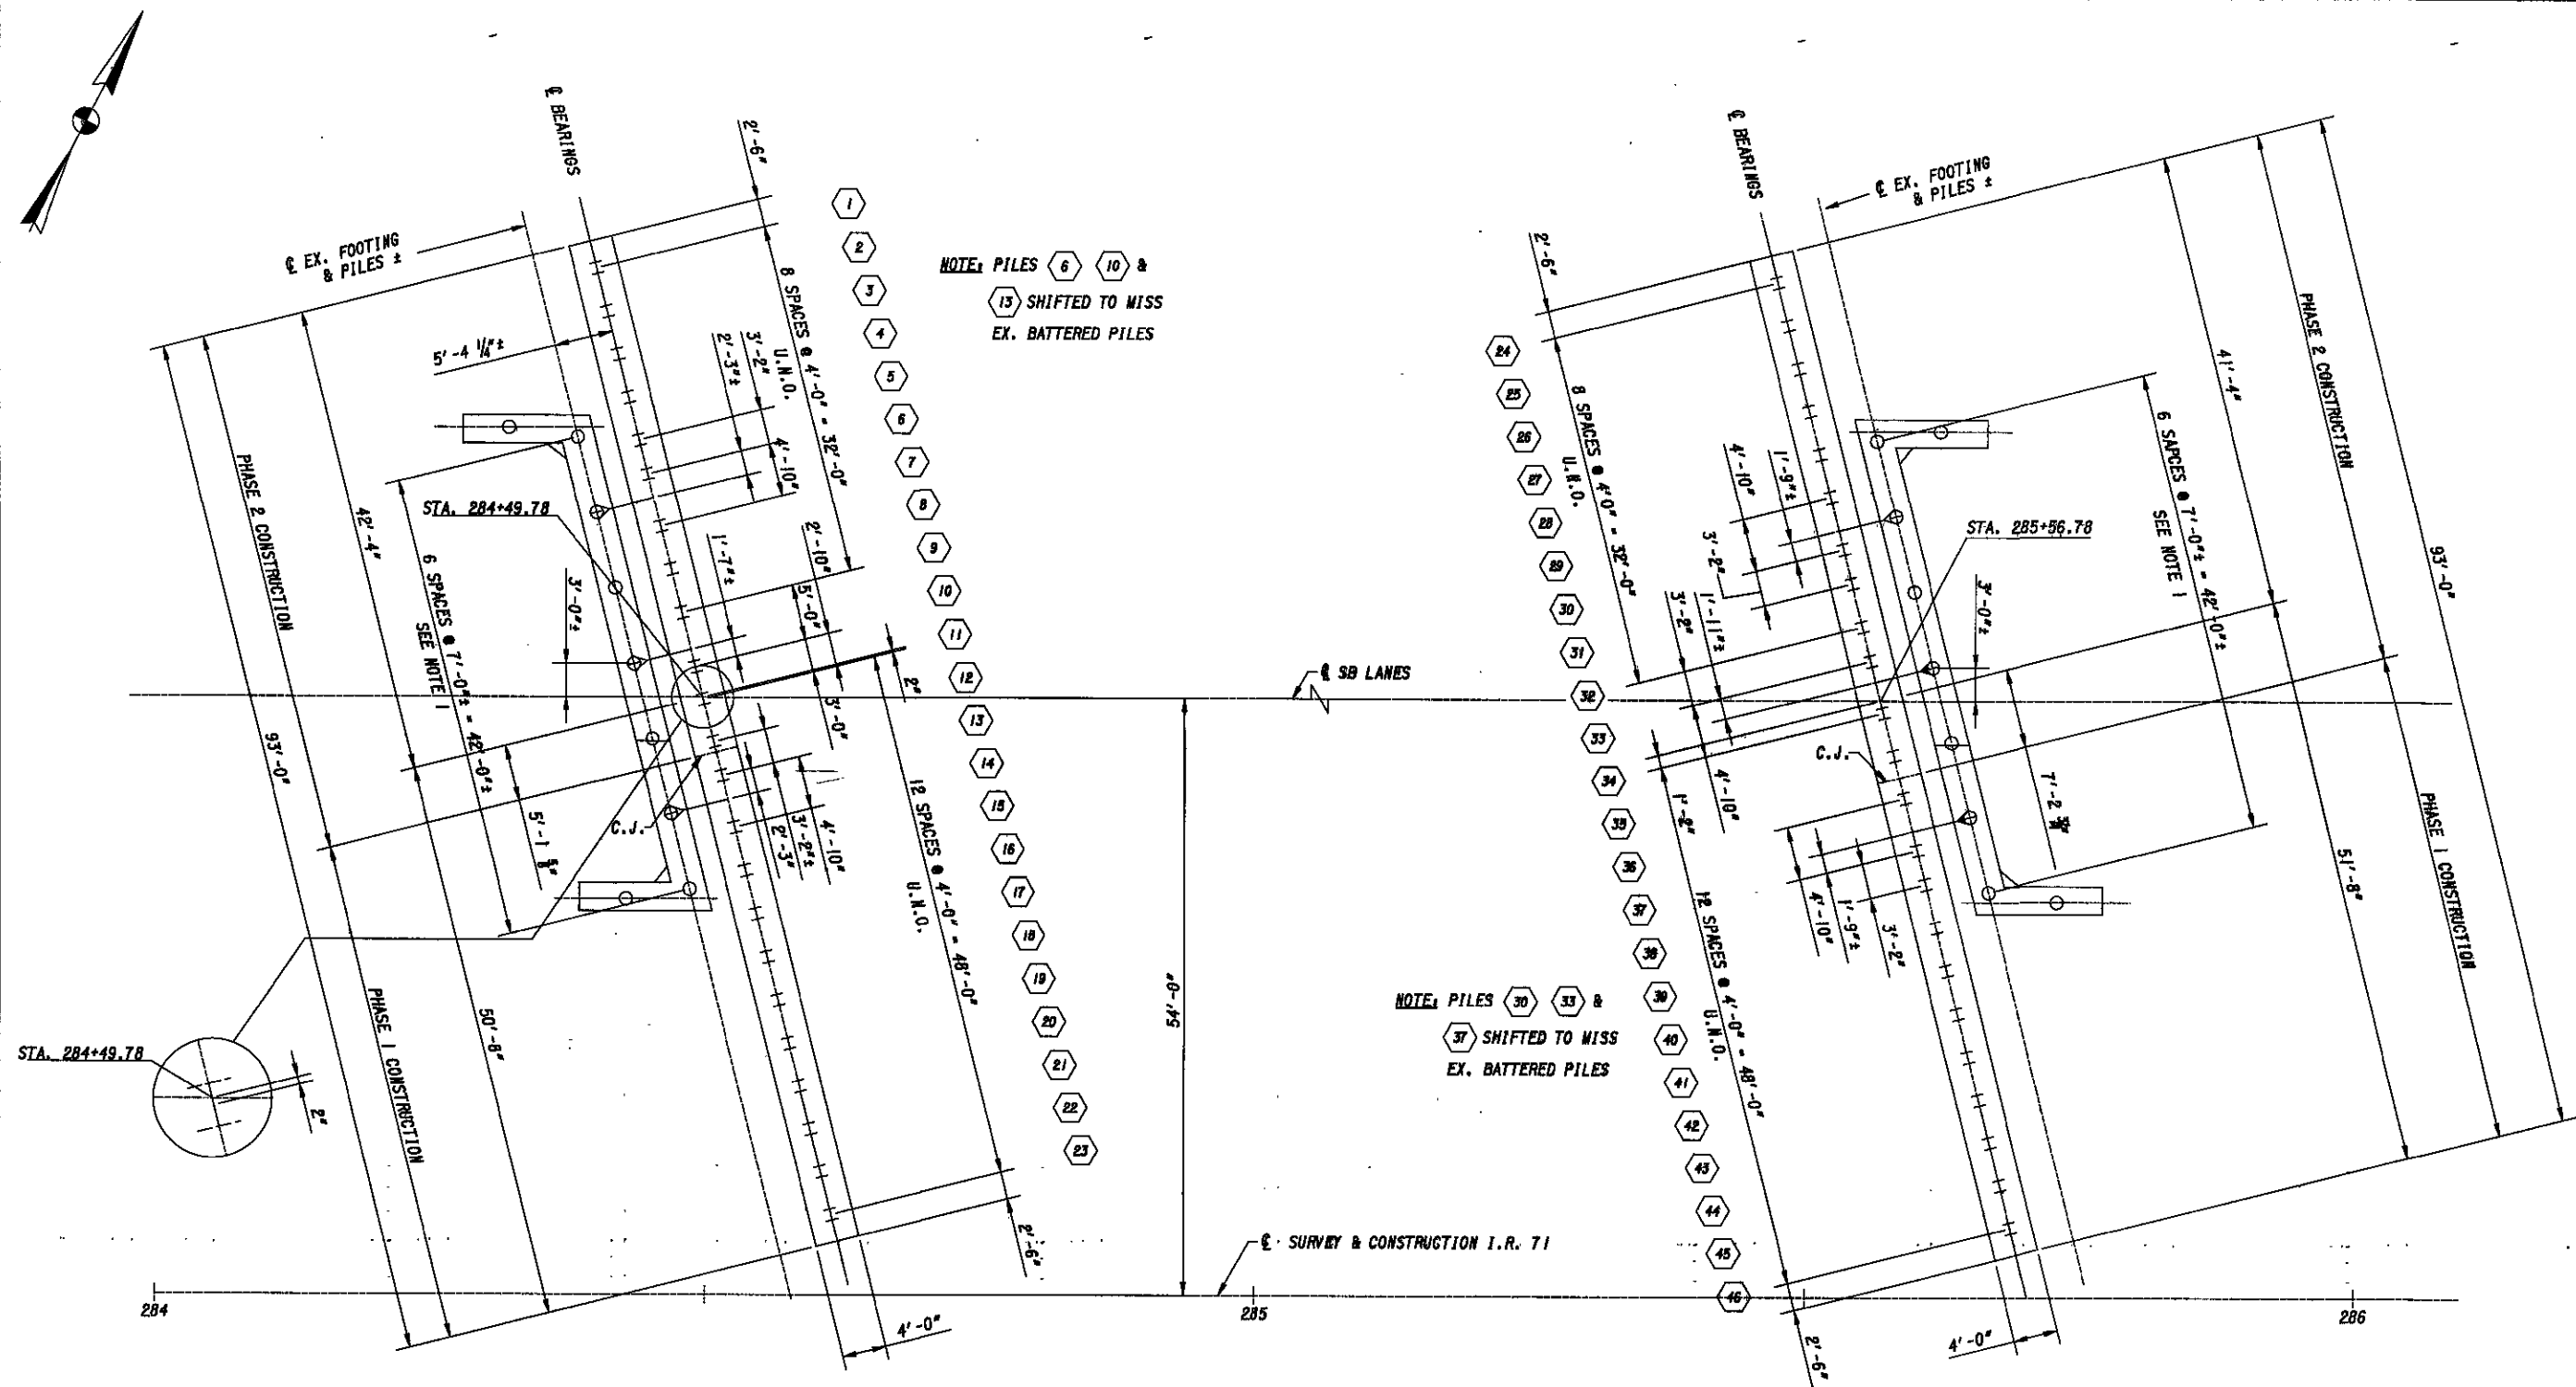 ℄ BEARINGS
℄ EX. FOOTING
& PILES ±
2'-6"
8 SPACES @ 4'-0" = 32'-0"
U.N.O.
5'-4 1/4"±
3'-2"
2'-3"±
4'-10"
1
2
3
4
5
6
7
8
9
10
11
12
13
14
15
16
17
18
19
20
21
22
23
NOTE: PILES 6 10 &
13 SHIFTED TO MISS
EX. BATTERED PILES
PHASE 2 CONSTRUCTION
42'-4"
93'-0"
STA. 284+49.78
6 SPACES @ 7'-0"± = 42'-0"±
SEE NOTE 1
3'-0"±
1'-7"±
2'-10"
5'-0"
2"
3'-0"
12 SPACES @ 4'-0" = 48'-0"
U.N.O.
5'-1 5/8"
C.J.
2'-3"
3'-2"±
4'-10"
PHASE 1 CONSTRUCTION
50'-8"
STA. 284+49.78
2"
2'-6"
4'-0"
℄ SB LANES
54'-0"
℄ SURVEY & CONSTRUCTION I.R. 71
284
285
286
℄ BEARINGS
℄ EX. FOOTING
& PILES ±
2'-6"
8 SPACES @ 4'0" = 32'-0"
U.N.O.
24
25
26
27
28
29
30
31
32
33
34
35
36
37
38
39
40
41
42
43
44
45
46
4'-10"
1'-9"±
3'-2"
1'-11"±
3'-2"
4'-10"
1'-2"
12 SPACES @ 4'-0" = 48'-0"
U.N.O.
NOTE: PILES 30 33 &
37 SHIFTED TO MISS
EX. BATTERED PILES
C.J.
4'-10"
1'-9"±
3'-2"
STA. 285+56.78
6 SAPCES @ 7'-0"± = 42'-0"±
SEE NOTE 1
3'-0"±
41'-4"
PHASE 2 CONSTRUCTION
93'-0"
51'-8"
PHASE 1 CONSTRUCTION
2'-6"
4'-0"